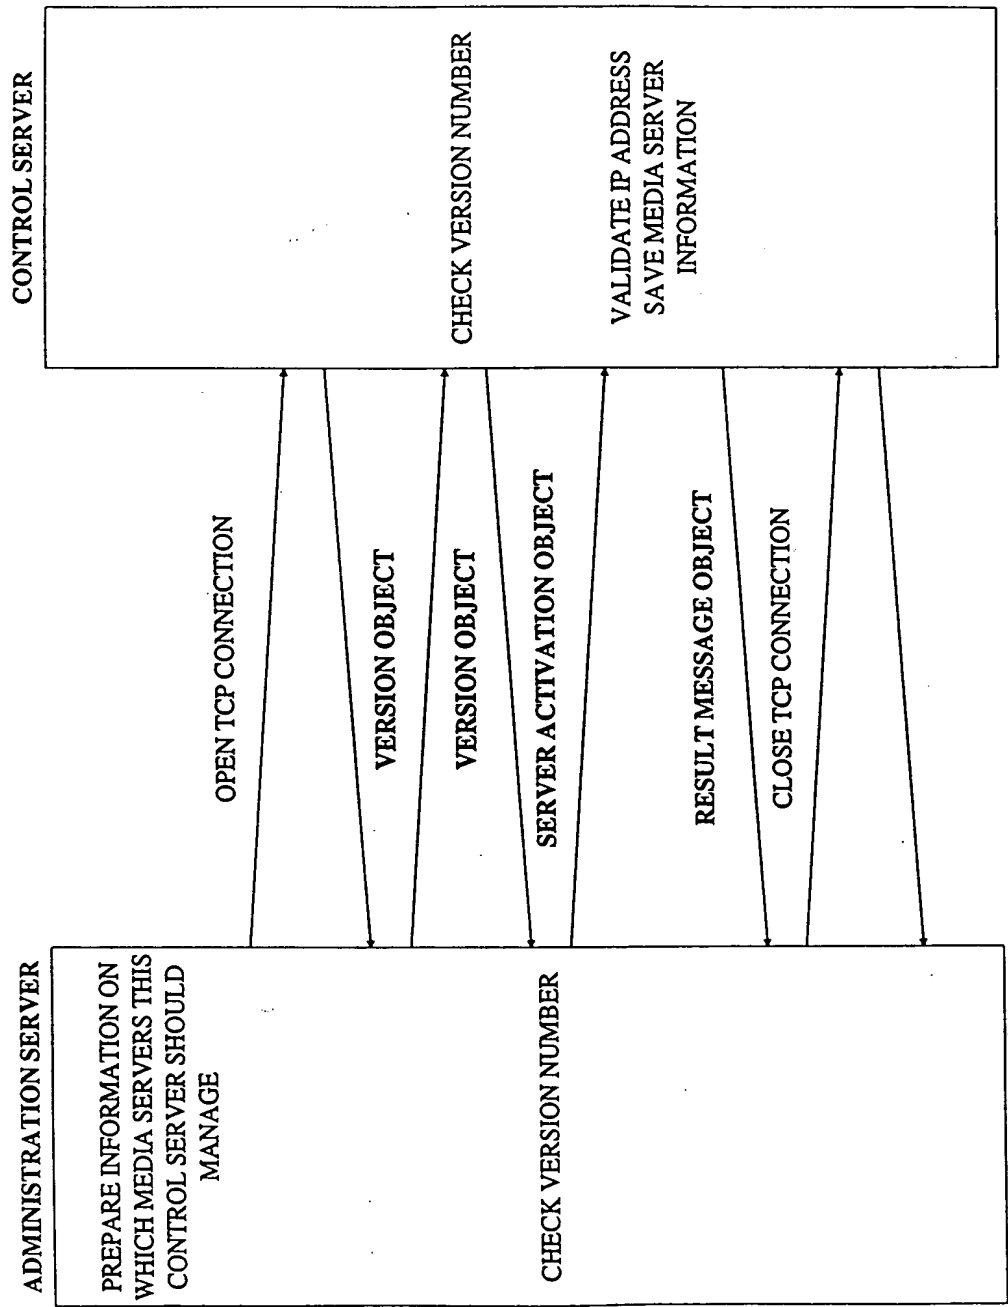 ADMINISTRATION SERVER
CONTROL SERVER
PREPARE INFORMATION ON
WHICH MEDIA SERVERS THIS
CONTROL SERVER SHOULD
MANAGE
OPEN TCP CONNECTION
VERSION OBJECT
CHECK VERSION NUMBER
VERSION OBJECT
CHECK VERSION NUMBER
SERVER ACTIVATION OBJECT
VALIDATE IP ADDRESS
SAVE MEDIA SERVER
INFORMATION
RESULT MESSAGE OBJECT
CLOSE TCP CONNECTION